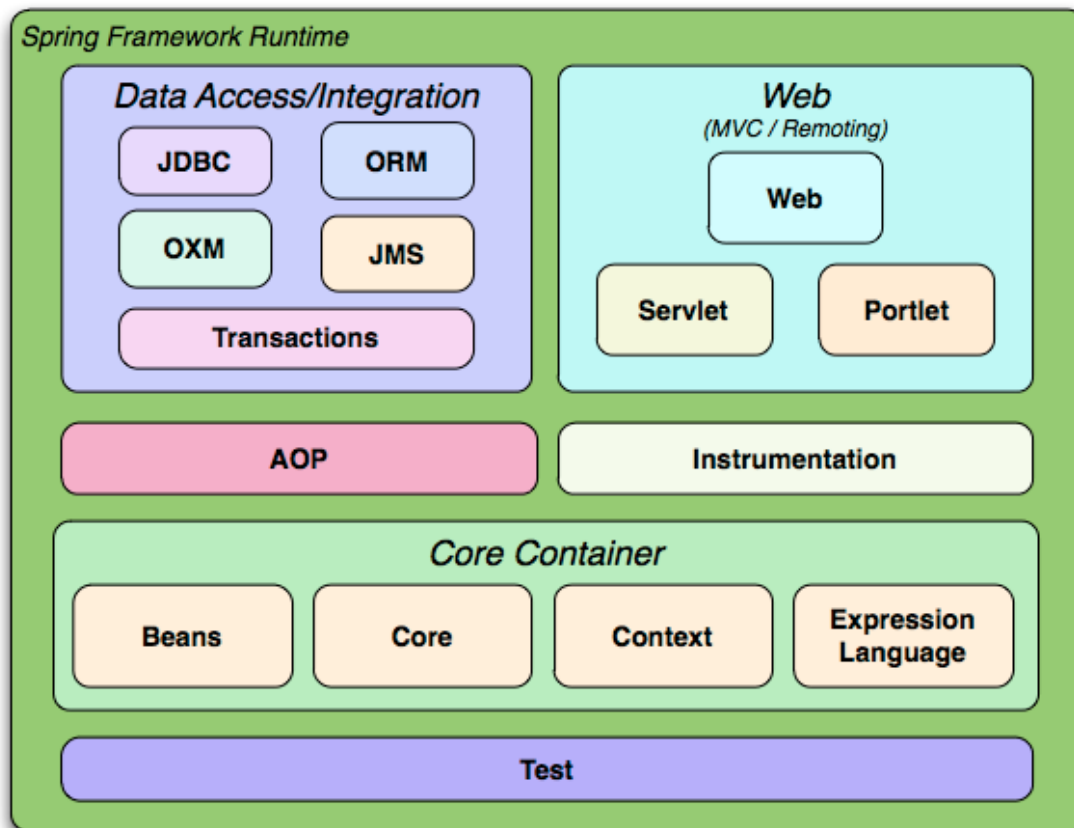 Spring Framework Runtime
Data Access/Integration
JDBC
ORM
OXM
JMS
Transactions
Web
(MVC / Remoting)
Web
Servlet
Portlet
AOP
Instrumentation
Core Container
Beans
Core
Context
Expression
Language
Test